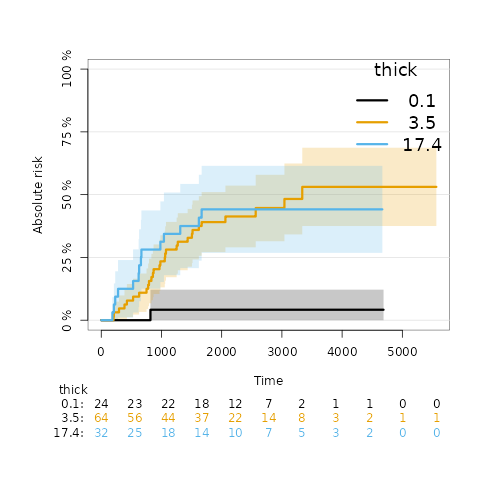 thick
0.1
3.5
17.4
100 %
75 %
50 %
25 %
0 %
Absolute risk
0 1000 2000 3000 4000 5000
Time
thick
0.1: 24 23 22 18 12 7 2 1 1 0 0
3.5: 64 56 44 37 22 14 8 3 2 1 1
17.4: 32 25 18 14 10 7 5 3 2 0 0